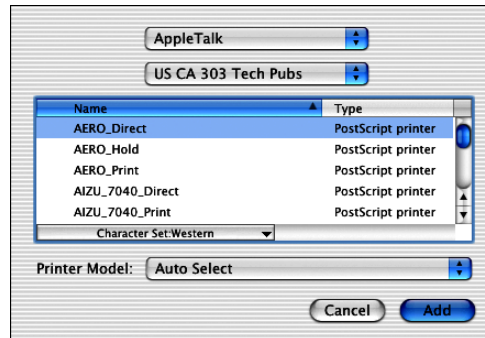 AppleTalk
US CA 303 Tech Pubs
Name Type
AERO_Direct PostScript printer
AERO_Hold PostScript printer
AERO_Print PostScript printer
AIZU_7040_Direct PostScript printer
AIZU_7040_Print PostScript printer
Character Set:Western
Printer Model: Auto Select
Cancel Add